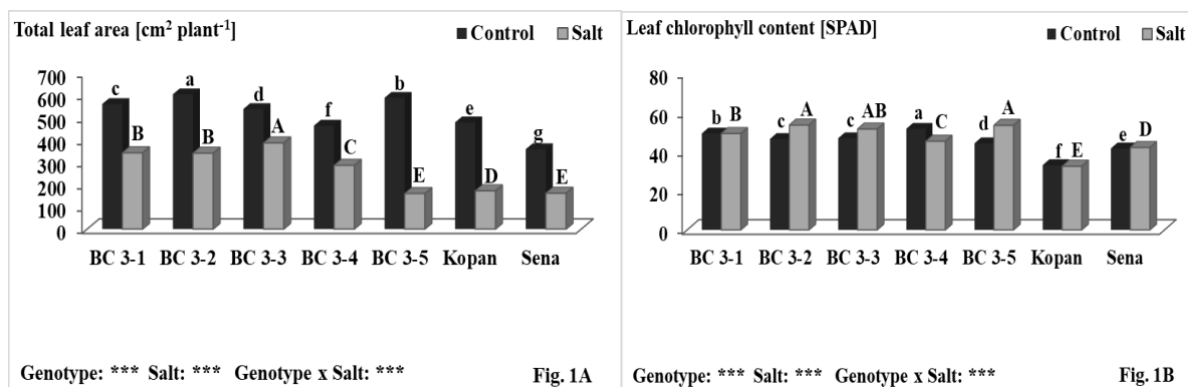 Total leaf area [cm² plant⁻¹]
Control Salt
700
600
500
400
300
200
100
0
c B a B d A f C b E e D g E
BC 3-1 BC 3-2 BC 3-3 BC 3-4 BC 3-5 Kopan Sena
Genotype: *** Salt: *** Genotype x Salt: *** Fig. 1A
Leaf chlorophyll content [SPAD]
Control Salt
80
60
40
20
0
b B c A c AB a C d A f E e D
BC 3-1 BC 3-2 BC 3-3 BC 3-4 BC 3-5 Kopan Sena
Genotype: *** Salt: *** Genotype x Salt: *** Fig. 1B